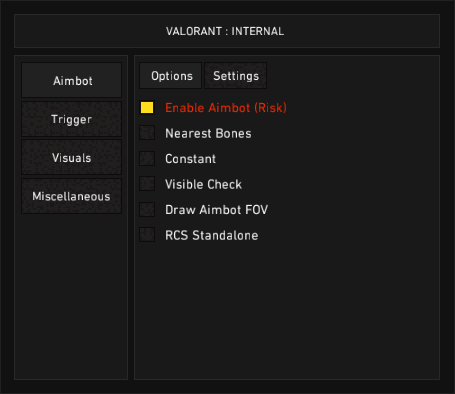 VALORANT : INTERNAL
Aimbot
Trigger
Visuals
Miscellaneous
Options Settings
Enable Aimbot (Risk)
Nearest Bones
Constant
Visible Check
Draw Aimbot FOV
RCS Standalone